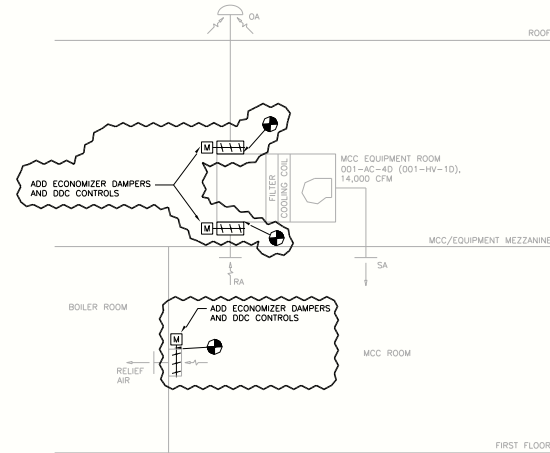 OA
ROOF
M
MCC EQUIPMENT ROOM
001-AC-4D (001-HV-1D),
14,000 CFM
FILTER
COOLING COIL
ADD ECONOMIZER DAMPERS
AND DDC CONTROLS
M
MCC/EQUIPMENT MEZZANINE
SA
RA
BOILER ROOM
ADD ECONOMIZER DAMPERS
AND DDC CONTROLS
M
MCC ROOM
RELIEF
AIR
FIRST FLOOR